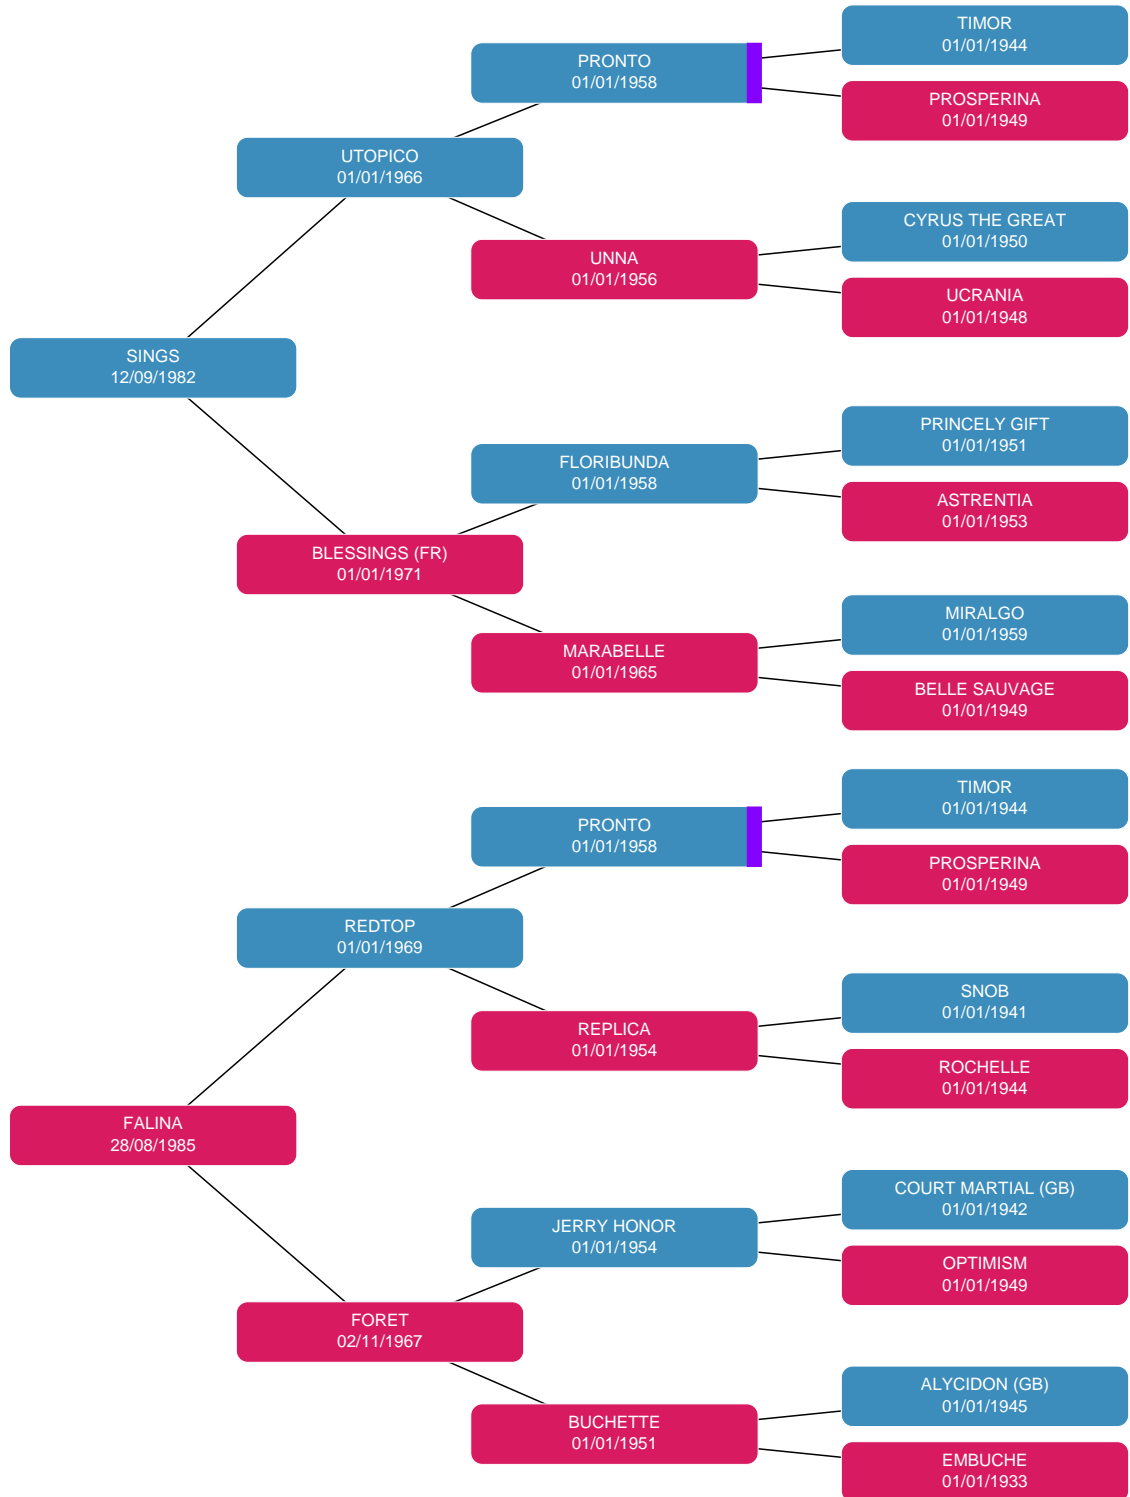 TIMOR
01/01/1944
PRONTO
01/01/1958
PROSPERINA
01/01/1949
UTOPICO
01/01/1966
CYRUS THE GREAT
01/01/1950
UNNA
01/01/1956
UCRANIA
01/01/1948
SINGS
12/09/1982
PRINCELY GIFT
01/01/1951
FLORIBUNDA
01/01/1958
ASTRENTIA
01/01/1953
BLESSINGS (FR)
01/01/1971
MIRALGO
01/01/1959
MARABELLE
01/01/1965
BELLE SAUVAGE
01/01/1949
TIMOR
01/01/1944
PRONTO
01/01/1958
PROSPERINA
01/01/1949
REDTOP
01/01/1969
SNOB
01/01/1941
REPLICA
01/01/1954
ROCHELLE
01/01/1944
FALINA
28/08/1985
COURT MARTIAL (GB)
01/01/1942
JERRY HONOR
01/01/1954
OPTIMISM
01/01/1949
FORET
02/11/1967
ALYCIDON (GB)
01/01/1945
BUCHETTE
01/01/1951
EMBUCHE
01/01/1933